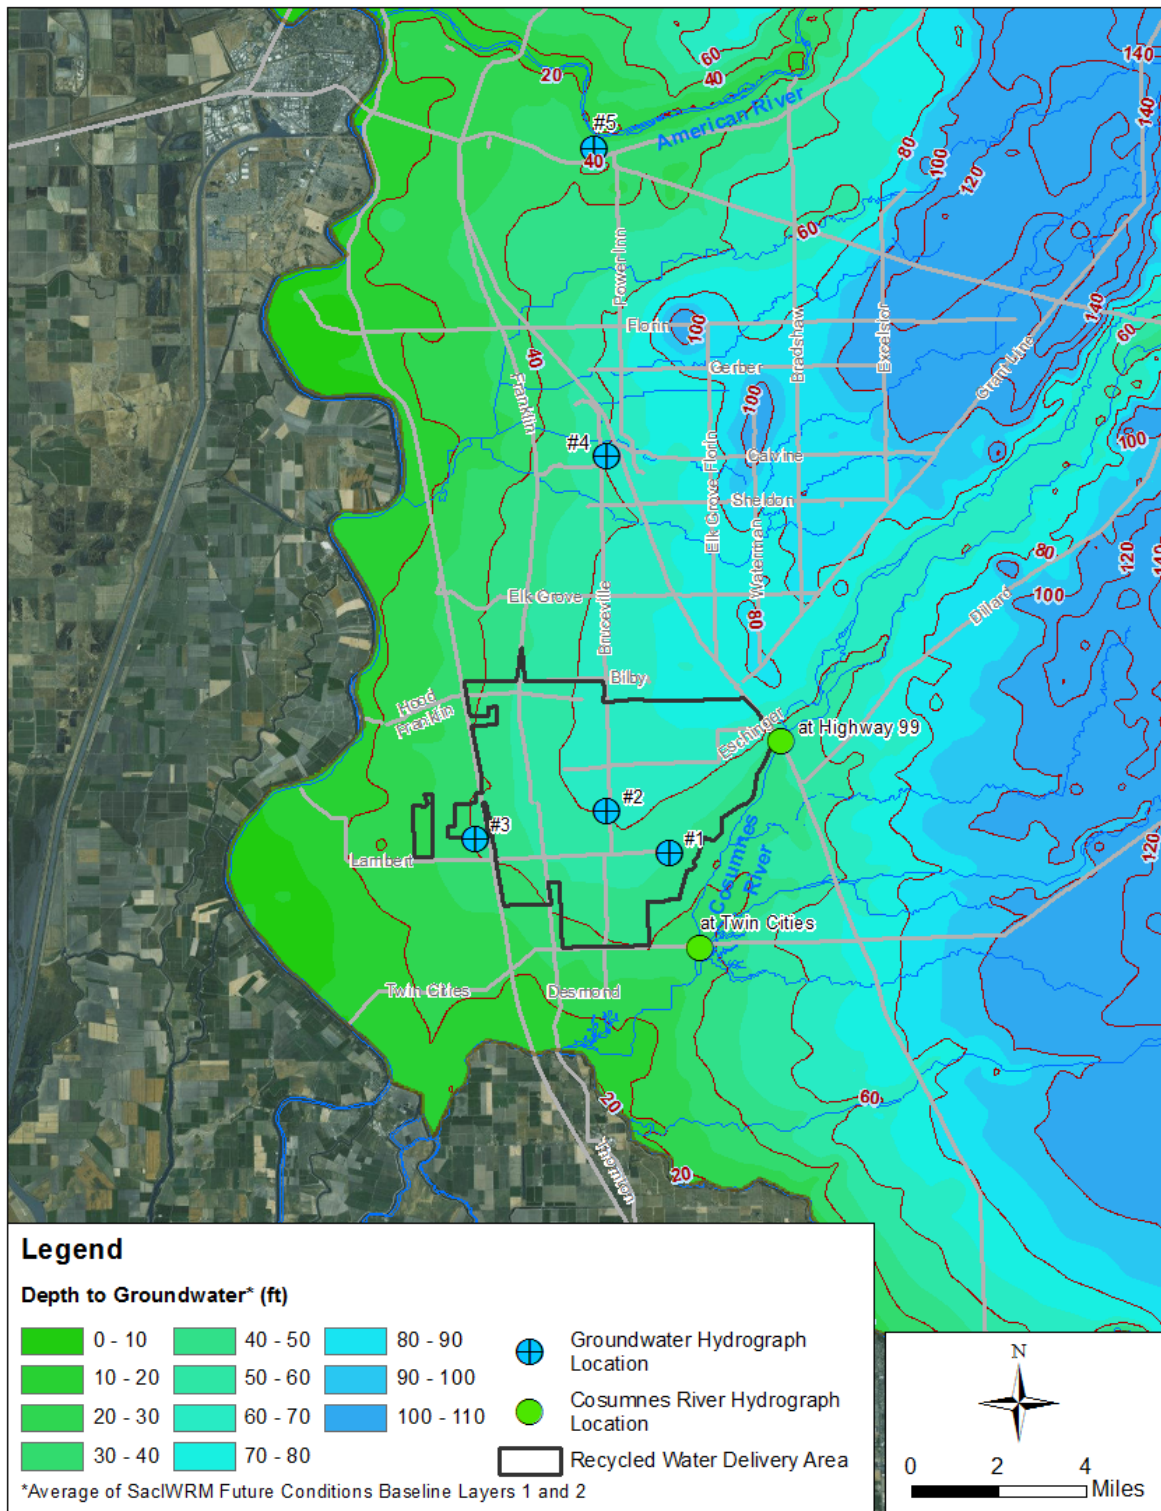 140
60
20
40
140
#5
American River
40
80
100
120
60
Power Inn
140
Florin
100
60
Bradshaw
Excelsior
40
Gerber
Grant Line
Franklin
100
100
#4
Calvine
Elk Grove Florin
Sheldon
Waterman
80
120
140
100
Dillard
Elk Grove
Bruceville
80
Bilby
Hood
Franklin
Eschinger
at Highway 99
#2
#3
#1
Lambert
Cosumnes
River
120
at Twin Cities
Twin Cities
Desmond
60
20
Thornton
20
Legend
Depth to Groundwater* (ft)
0 - 10
10 - 20
20 - 30
30 - 40
40 - 50
50 - 60
60 - 70
70 - 80
80 - 90
90 - 100
100 - 110
Groundwater Hydrograph
Location
Cosumnes River Hydrograph
Location
Recycled Water Delivery Area
*Average of SacIWRM Future Conditions Baseline Layers 1 and 2
N
0 2 4
Miles